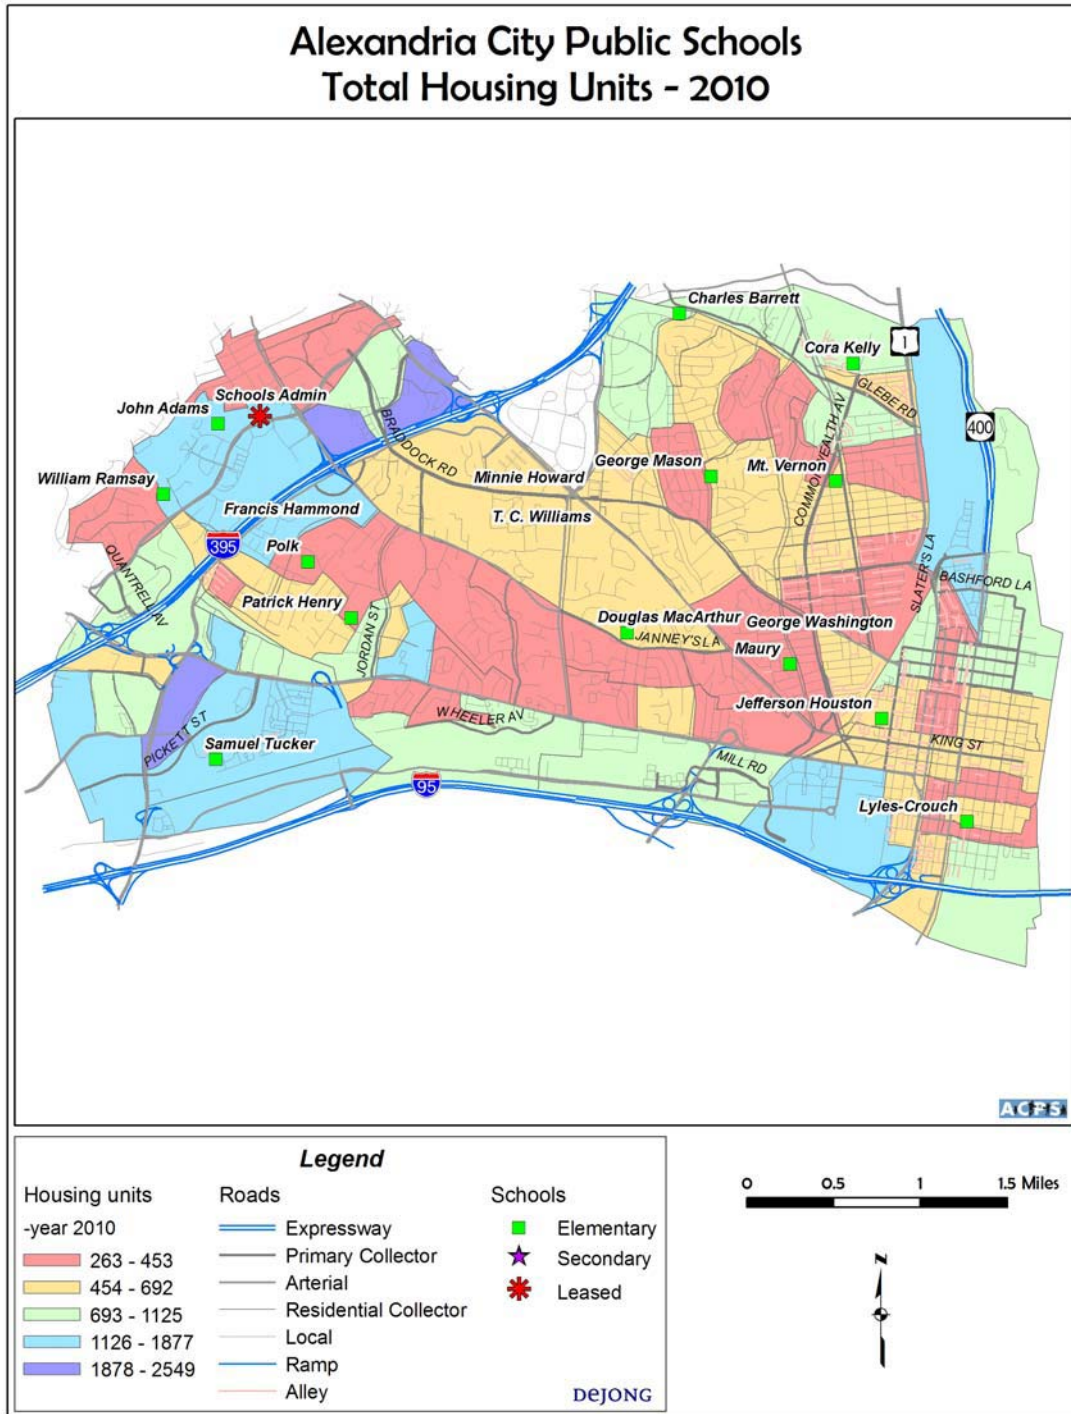 Alexandria City Public Schools
Total Housing Units - 2010
Charles Barrett
1
Cora Kelly
GLEBE RD
Schools Admin
John Adams
BRADDOCK RD
400
COMMONWEALTH AV
George Mason
Mt. Vernon
Minnie Howard
William Ramsay
Francis Hammond
T. C. Williams
395
Polk
QUANTRELL AV
SLATER'S LA
BASHFORD LA
Patrick Henry
JORDAN ST
Douglas MacArthur
George Washington
JANNEY'S LA
Maury
Jefferson Houston
WHEELER AV
PICKETT ST
KING ST
Samuel Tucker
MILL RD
95
Lyles-Crouch
ACPS
Legend
Housing units
-year 2010
263 - 453
454 - 692
693 - 1125
1126 - 1877
1878 - 2549
Roads
Expressway
Primary Collector
Arterial
Residential Collector
Local
Ramp
Alley
Schools
Elementary
Secondary
Leased
DEJONG
0 0.5 1 1.5 Miles
N